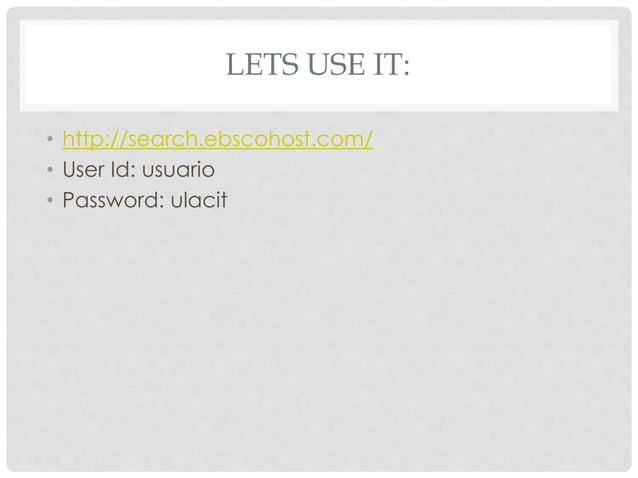 LETS USE IT:
• http://search.ebscohost.com/
• User Id: usuario
• Password: ulacit